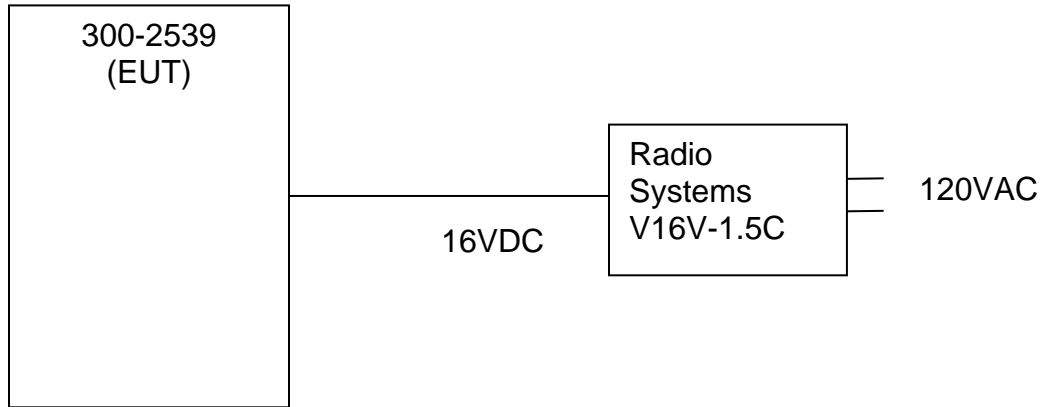 300-2539
(EUT)
Radio
Systems
V16V-1.5C
120VAC
16VDC